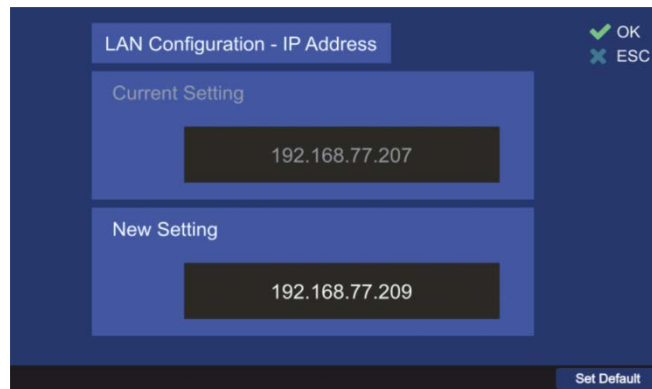 LAN Configuration - IP Address
OK
ESC
Current Setting
192.168.77.207
New Setting
192.168.77.209
Set Default